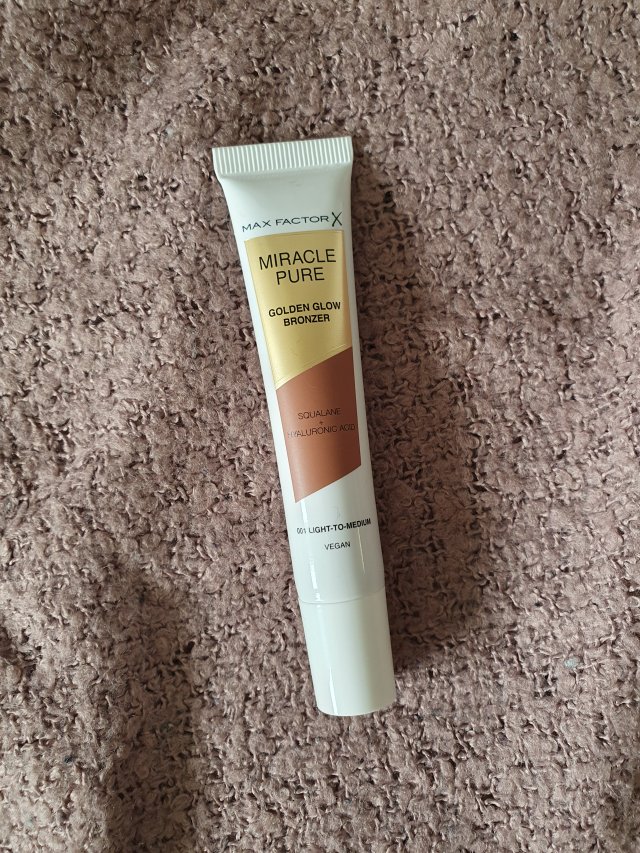 MAX FACTOR X
MIRACLE
PURE
GOLDEN GLOW
BRONZER
SQUALANE
+
HYALURONIC ACID
001 LIGHT-TO-MEDIUM
VEGAN